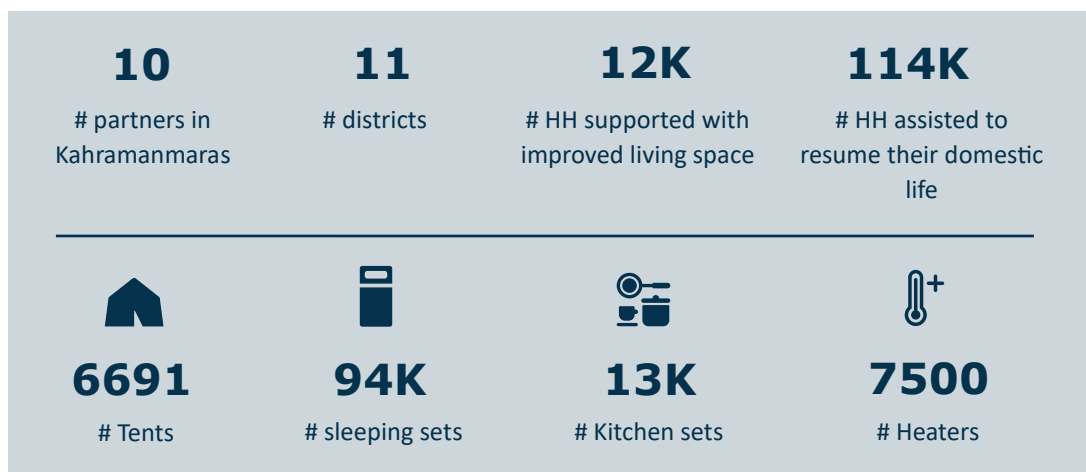 10
# partners in
Kahramanmaras
11
# districts
12K
# HH supported with
improved living space
114K
# HH assisted to
resume their domestic
life
6691
# Tents
94K
# sleeping sets
13K
# Kitchen sets
7500
# Heaters